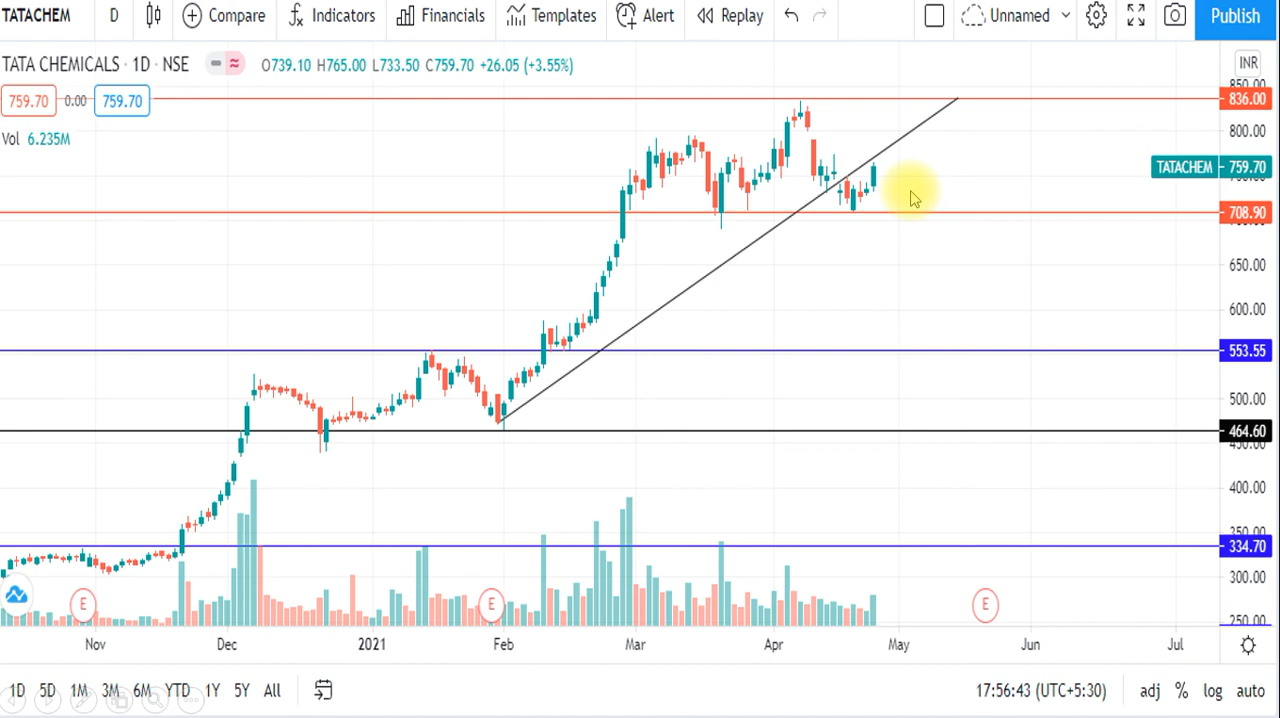 TATACHEM D Compare Indicators Financials Templates Alert Replay Unnamed Publish
TATA CHEMICALS · 1D · NSE O739.10 H765.00 L733.50 C759.70 +26.05 (+3.55%) INR
759.70 0.00 759.70
Vol 6.235M
836.00
800.00
TATACHEM 759.70
708.90
650.00
600.00
553.55
500.00
464.60
400.00
334.70
300.00
250.00
E E E
Nov Dec 2021 Feb Mar Apr May Jun Jul
1D 5D 1M 3M 6M YTD 1Y 5Y All 17:56:43 (UTC+5:30) adj % log auto